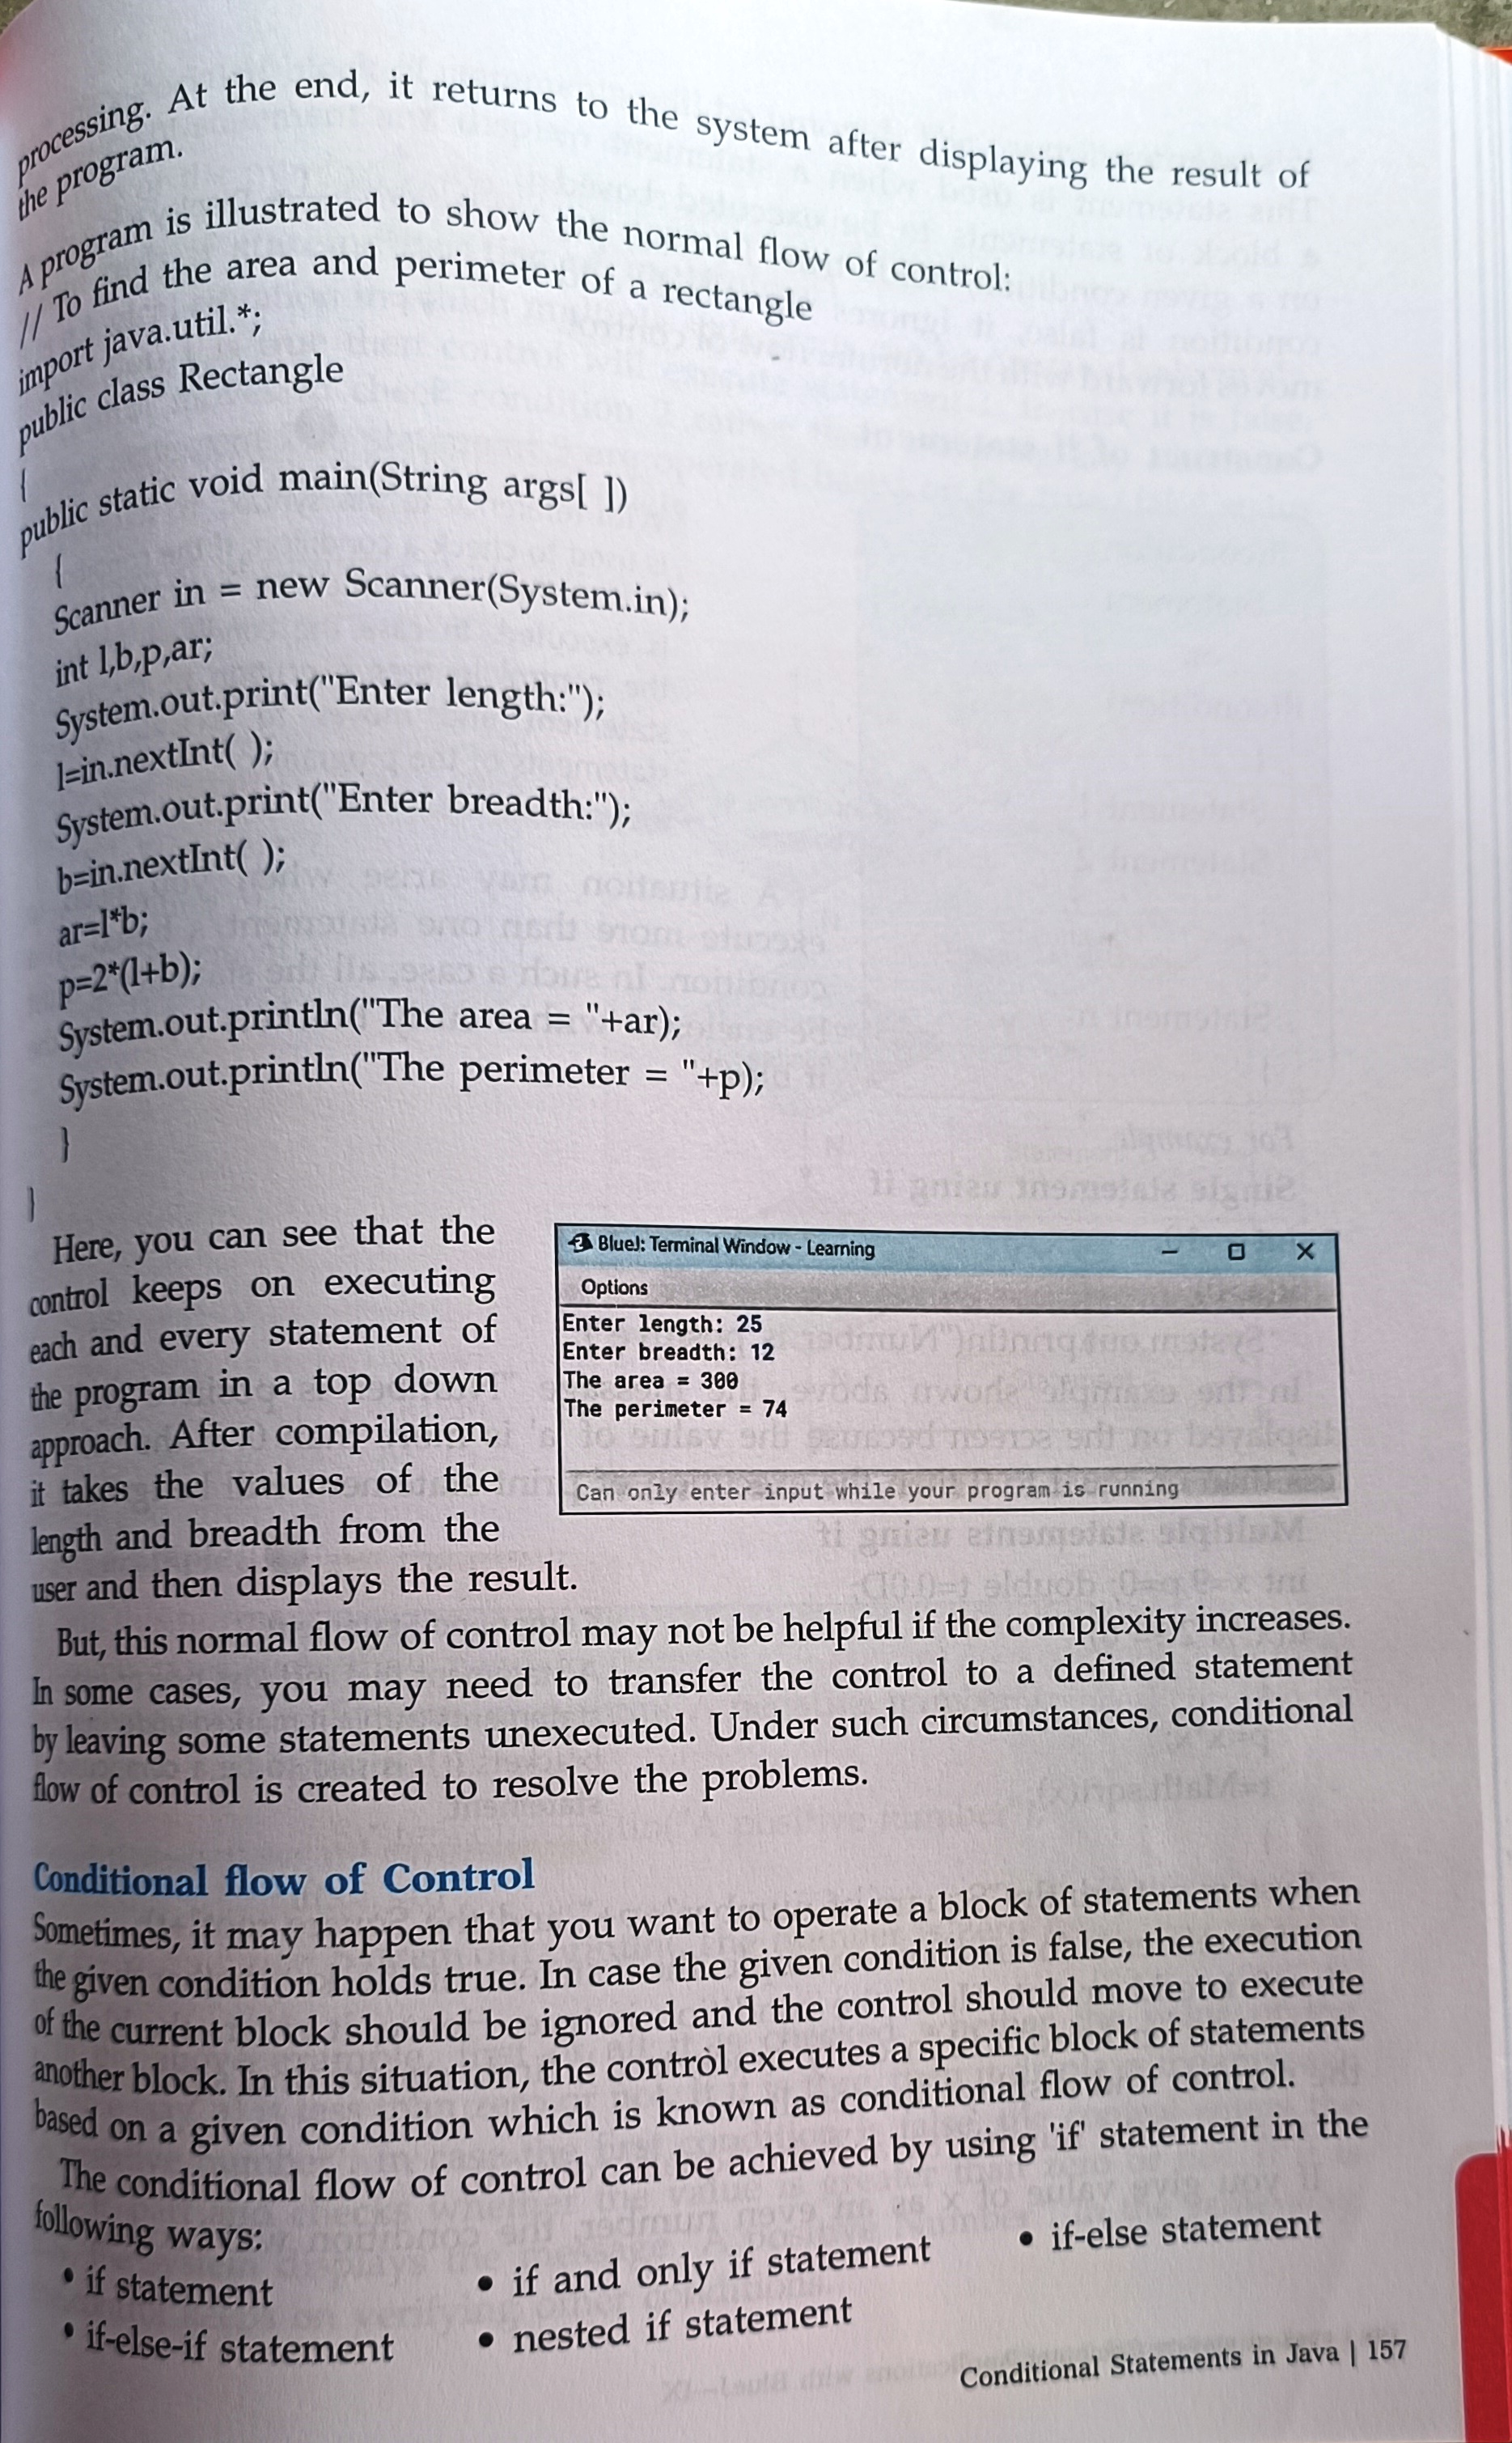 processing. At the end, it returns to the system after displaying the result of
the program.
A program is illustrated to show the normal flow of control:
// To find the area and perimeter of a rectangle
import java.util.*;
public class Rectangle
{
public static void main(String args[ ])
{
Scanner in = new Scanner(System.in);
int l,b,p,ar;
System.out.print("Enter length:");
l=in.nextInt( );
System.out.print("Enter breadth:");
b=in.nextInt( );
ar=l*b;
p=2*(l+b);
System.out.println("The area = "+ar);
System.out.println("The perimeter = "+p);
}
}
Here, you can see that the
control keeps on executing
each and every statement of
the program in a top down
approach. After compilation,
it takes the values of the
length and breadth from the
user and then displays the result.
BlueJ: Terminal Window - Learning
Options
Enter length: 25
Enter breadth: 12
The area = 300
The perimeter = 74
Can only enter input while your program is running
But, this normal flow of control may not be helpful if the complexity increases.
In some cases, you may need to transfer the control to a defined statement
by leaving some statements unexecuted. Under such circumstances, conditional
flow of control is created to resolve the problems.
Conditional flow of Control
Sometimes, it may happen that you want to operate a block of statements when
the given condition holds true. In case the given condition is false, the execution
of the current block should be ignored and the control should move to execute
another block. In this situation, the control executes a specific block of statements
based on a given condition which is known as conditional flow of control.
The conditional flow of control can be achieved by using 'if' statement in the
following ways:
• if statement • if and only if statement • if-else statement
• if-else-if statement • nested if statement
Conditional Statements in Java | 157